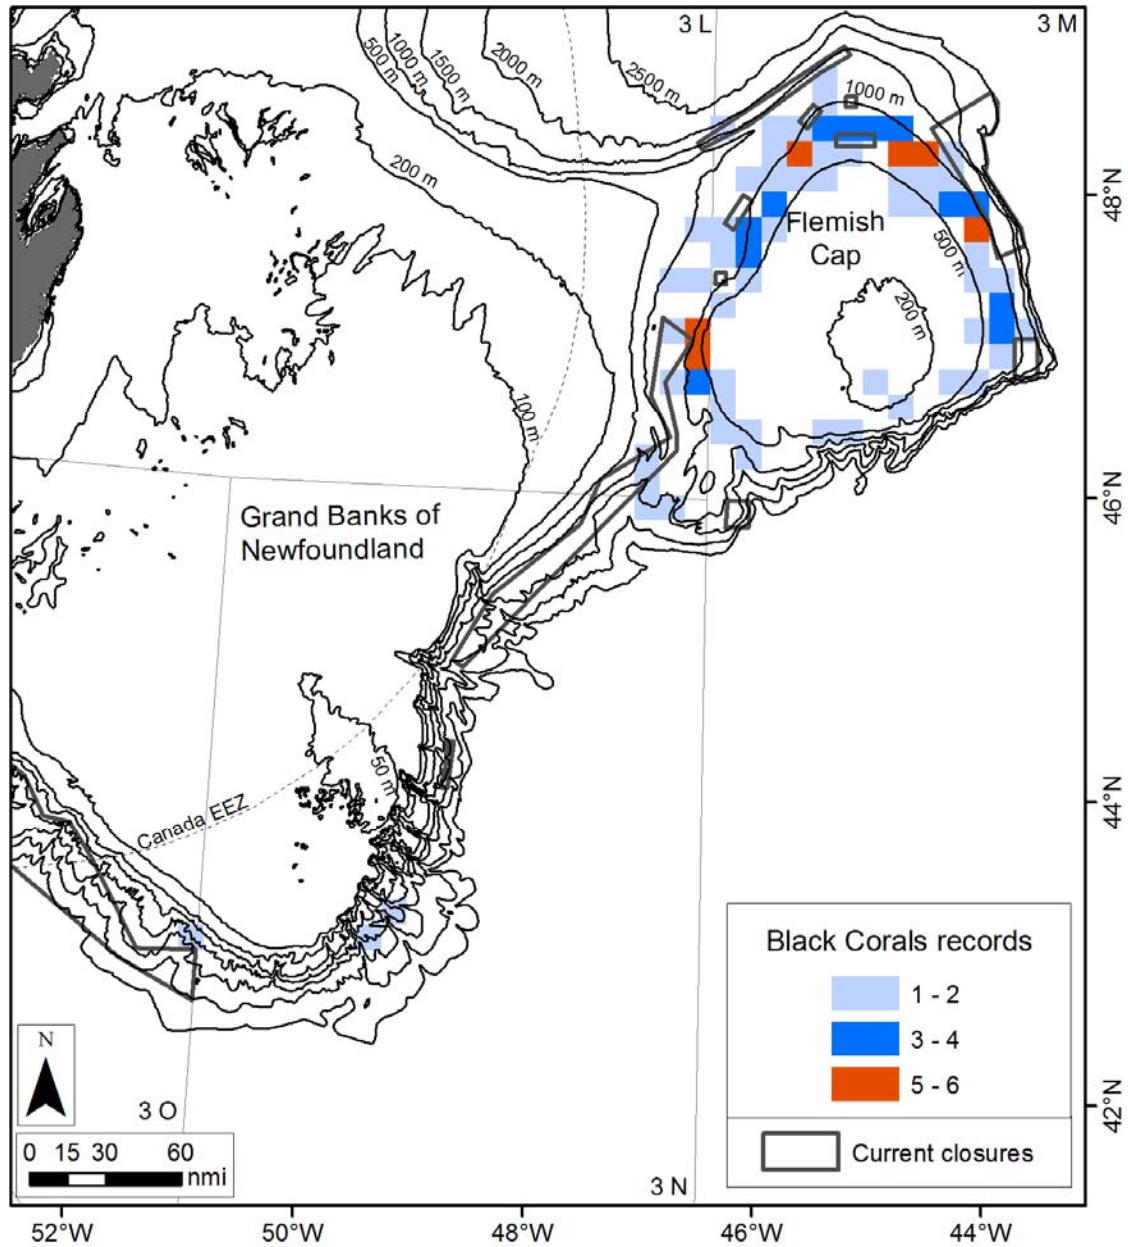 3 L
3 M
500 m
1000 m
1500 m
2000 m
2500 m
1000 m
200 m
48°N
Flemish
Cap
500 m
200 m
100 m
46°N
Grand Banks of
Newfoundland
50 m
44°N
Canada EEZ
Black Corals records
1 - 2
3 - 4
5 - 6
Current closures
N
3 O
42°N
0 15 30 60
nmi
3 N
52°W 50°W 48°W 46°W 44°W